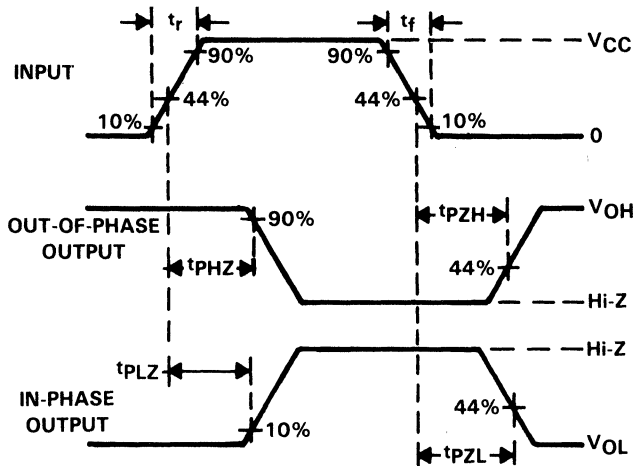 tr
tf
VCC
90%
90%
INPUT
44%
44%
10%
10%
0
VOH
OUT-OF-PHASE
OUTPUT
90%
tPZH
tPHZ
44%
Hi-Z
Hi-Z
tPLZ
IN-PHASE
OUTPUT
44%
10%
VOL
tPZL